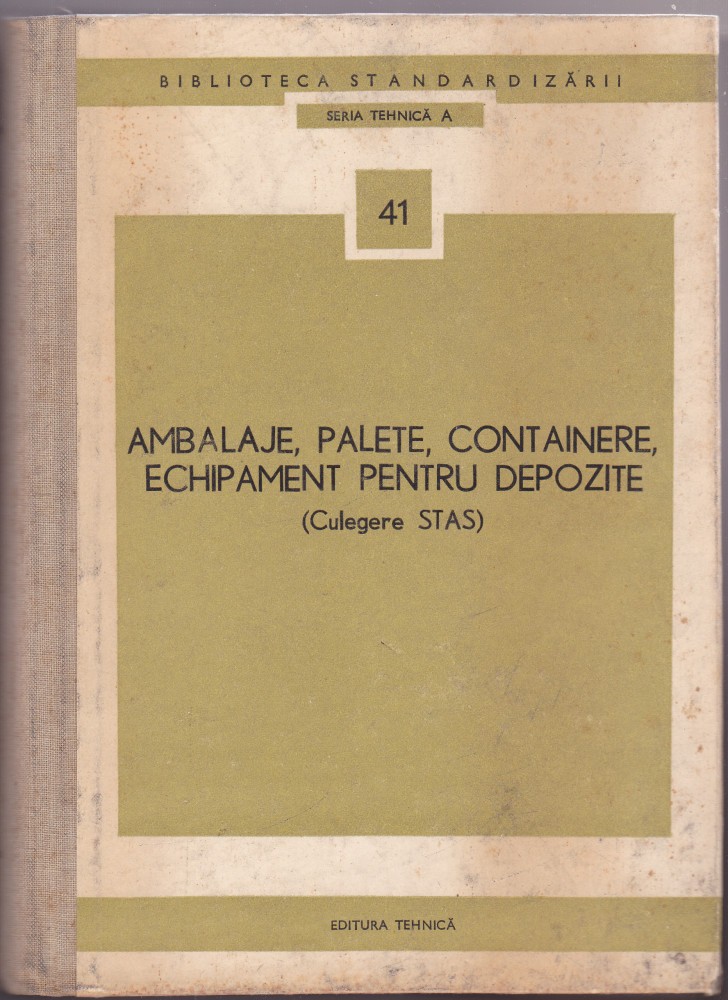 BIBLIOTECA STANDARDIZĂRII
SERIA TEHNICĂ A
41
AMBALAJE, PALETE, CONTAINERE,
ECHIPAMENT PENTRU DEPOZITE
(Culegere STAS)
EDITURA TEHNICĂ